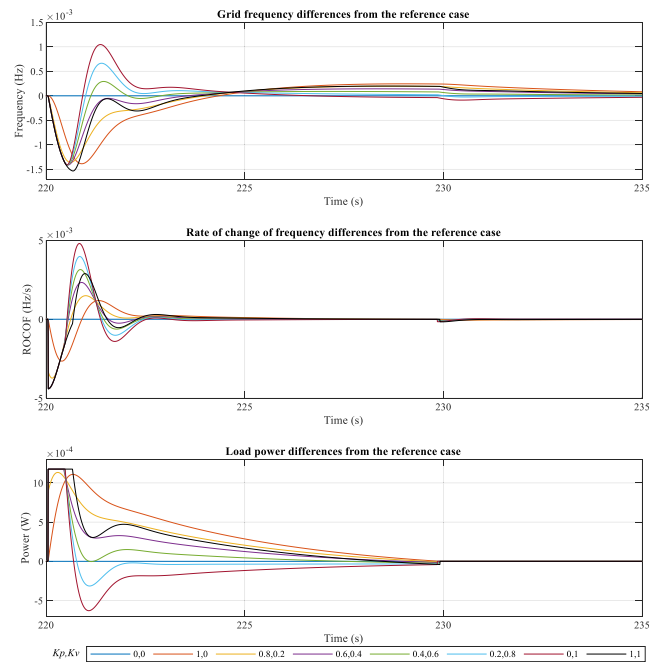 Grid frequency differences from the reference case
×10⁻³
1.5
1
0.5
0
-0.5
-1
-1.5
Frequency (Hz)
220 225 230 235
Time (s)
Rate of change of frequency differences from the reference case
×10⁻³
5
0
-5
ROCOF (Hz/s)
220 225 230 235
Time (s)
Load power differences from the reference case
×10⁻⁴
10
5
0
-5
Power (W)
220 225 230 235
Time (s)
Kp,Kv 0,0 1,0 0.8,0.2 0.6,0.4 0.4,0.6 0.2,0.8 0,1 1,1